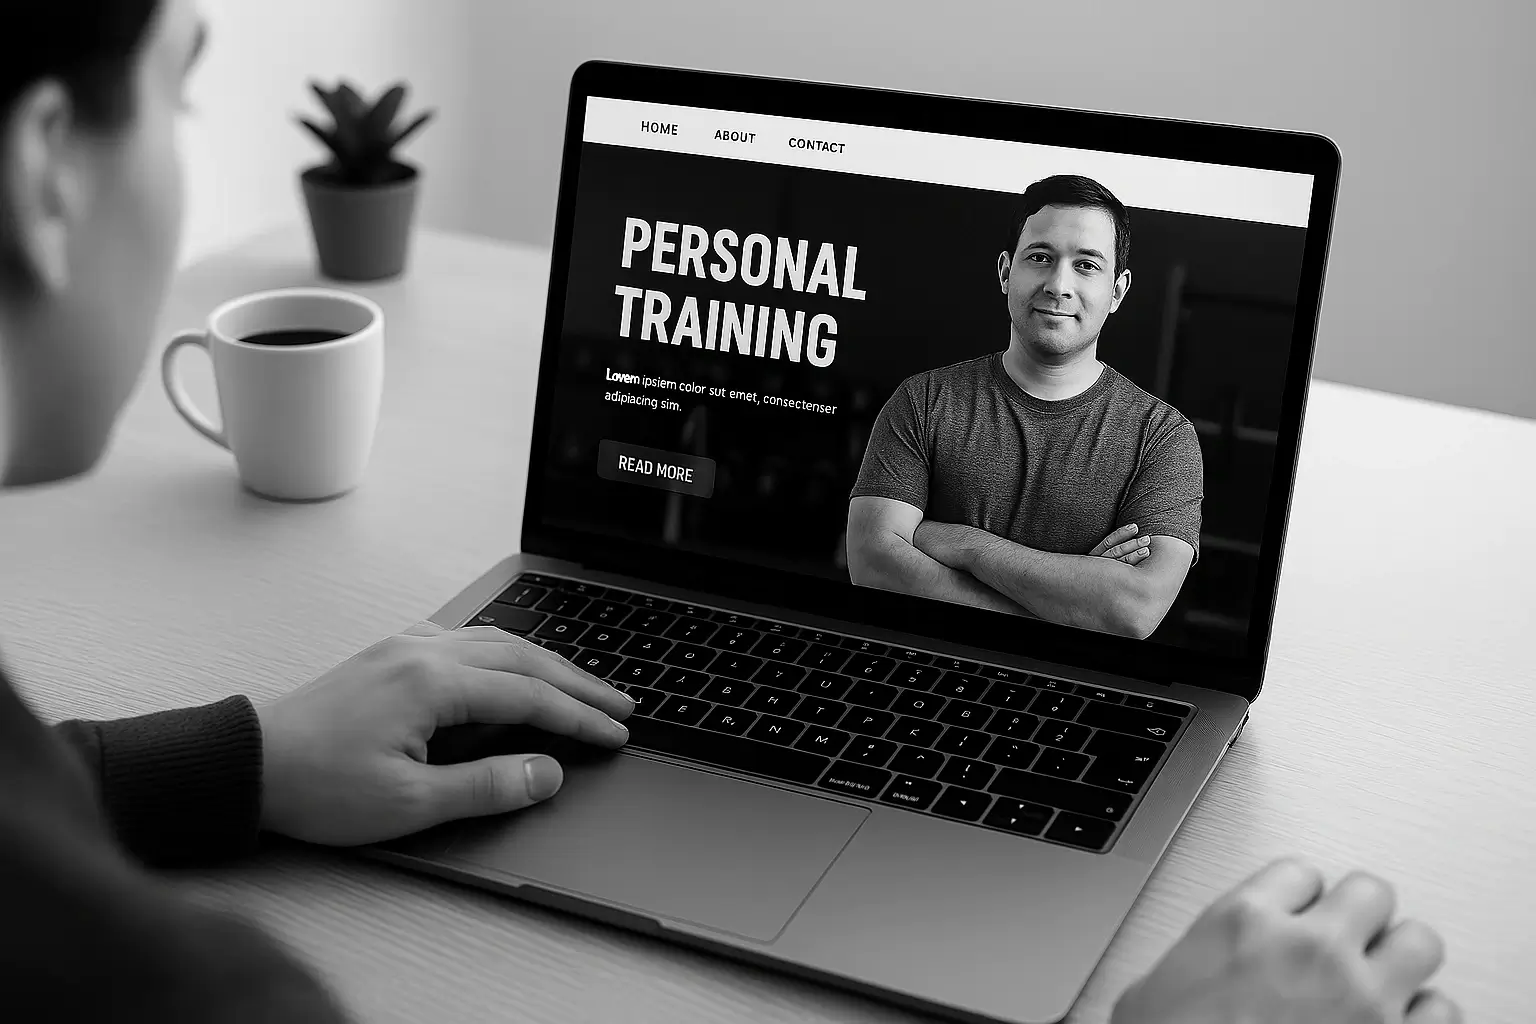 HOME ABOUT CONTACT
PERSONAL
TRAINING
Lovem ipsiem color sut emet, consectenser
adipiacing sim.
READ MORE